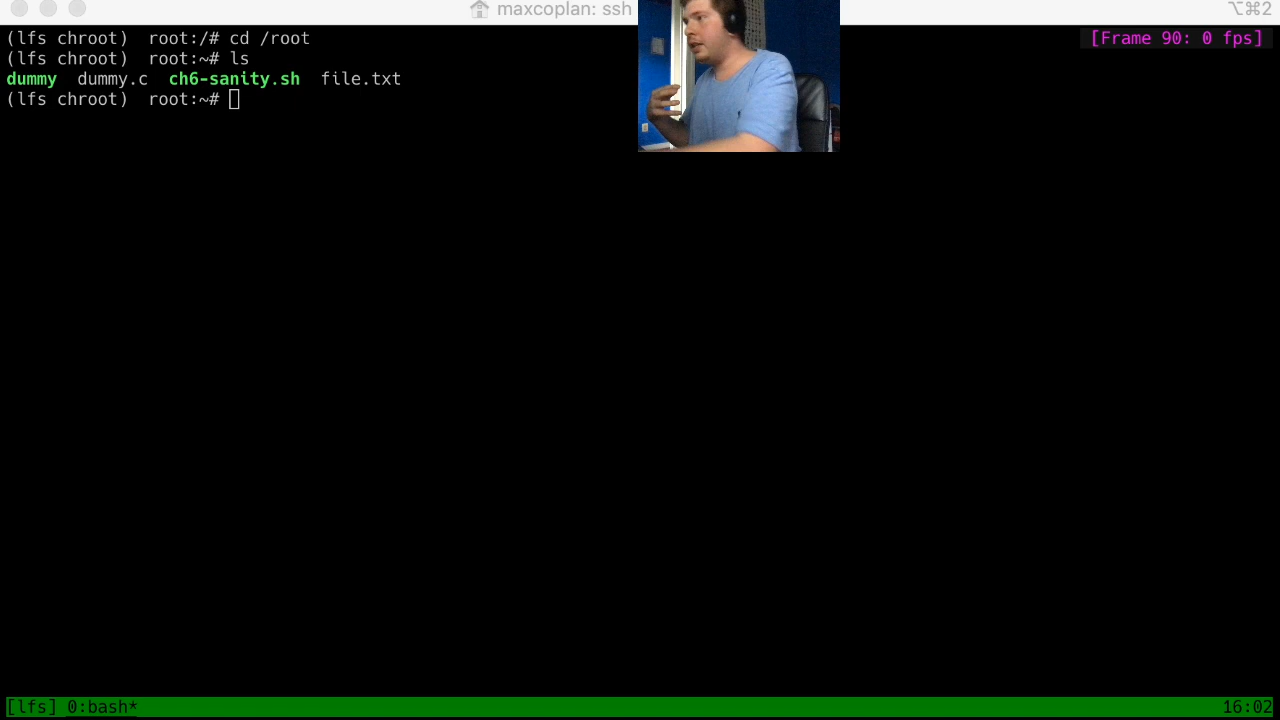 maxcoplan: ssh
⌥⌘2
(lfs chroot)  root:/# cd /root
[Frame 90: 0 fps]
(lfs chroot)  root:~# ls
dummy  dummy.c  ch6-sanity.sh  file.txt
(lfs chroot)  root:~#
[lfs] 0:bash*
16:02